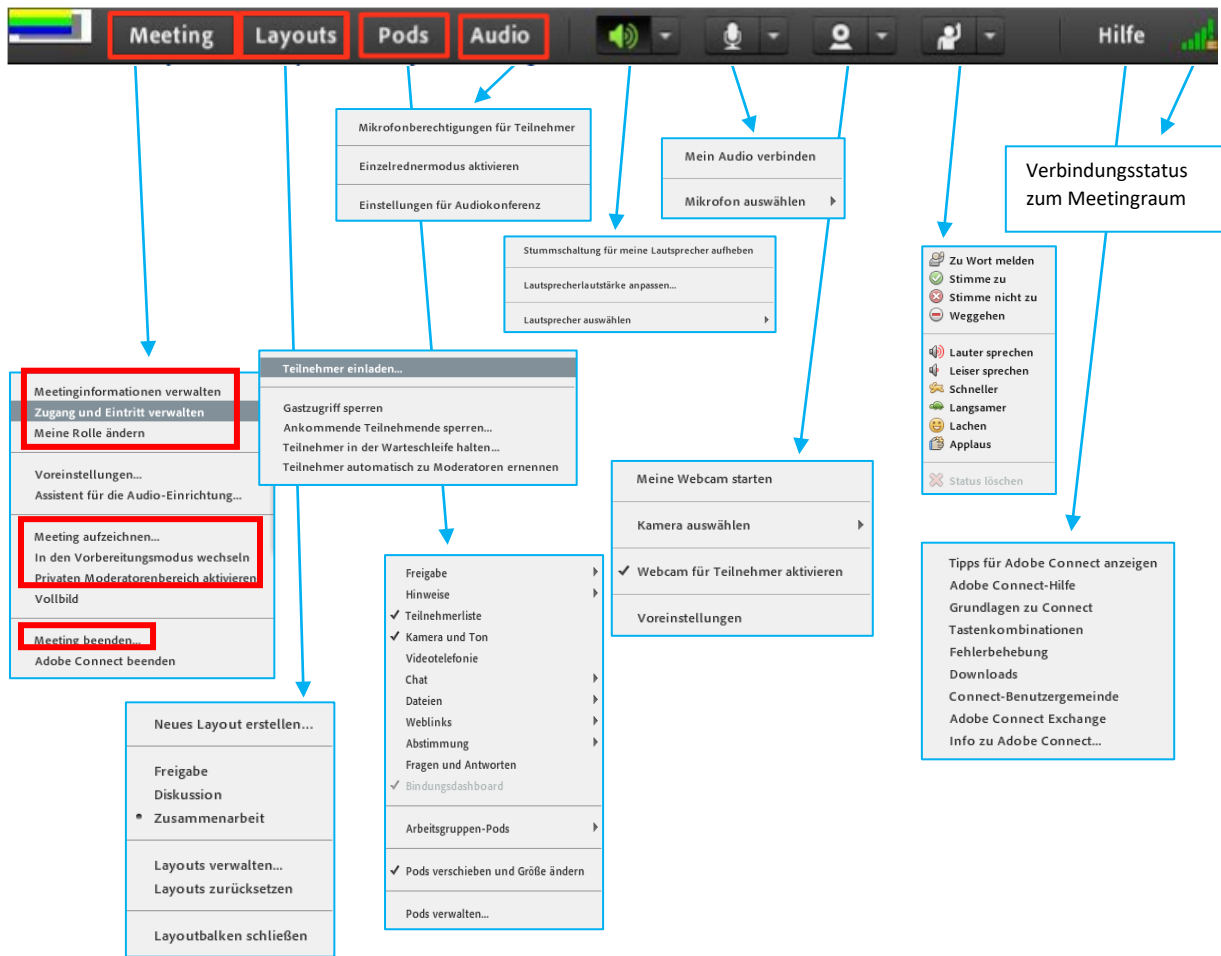 Meeting
Layouts
Pods
Audio
Hilfe
Mikrofonberechtigungen für Teilnehmer
Einzelrednermodus aktivieren
Einstellungen für Audiokonferenz
Mein Audio verbinden
Mikrofon auswählen
Verbindungsstatus
zum Meetingraum
Stummschaltung für meine Lautsprecher aufheben
Lautsprecherlautstärke anpassen...
Lautsprecher auswählen
Zu Wort melden
Stimme zu
Stimme nicht zu
Weggehen
Lauter sprechen
Leiser sprechen
Schneller
Langsamer
Lachen
Applaus
Status löschen
Meetinginformationen verwalten
Zugang und Eintritt verwalten
Meine Rolle ändern
Voreinstellungen...
Assistent für die Audio-Einrichtung...
Meeting aufzeichnen...
In den Vorbereitungsmodus wechseln
Privaten Moderatorenbereich aktivieren
Vollbild
Meeting beenden...
Adobe Connect beenden
Teilnehmer einladen...
Gastzugriff sperren
Ankommende Teilnehmende sperren...
Teilnehmer in der Warteschleife halten...
Teilnehmer automatisch zu Moderatoren ernennen
Meine Webcam starten
Kamera auswählen
Webcam für Teilnehmer aktivieren
Voreinstellungen
Freigabe
Hinweise
Teilnehmerliste
Kamera und Ton
Videotelefonie
Chat
Dateien
Weblinks
Abstimmung
Fragen und Antworten
Bindungsdashboard
Arbeitsgruppen-Pods
Pods verschieben und Größe ändern
Pods verwalten...
Tipps für Adobe Connect anzeigen
Adobe Connect-Hilfe
Grundlagen zu Connect
Tastenkombinationen
Fehlerbehebung
Downloads
Connect-Benutzergemeinde
Adobe Connect Exchange
Info zu Adobe Connect...
Neues Layout erstellen...
Freigabe
Diskussion
Zusammenarbeit
Layouts verwalten...
Layouts zurücksetzen
Layoutbalken schließen